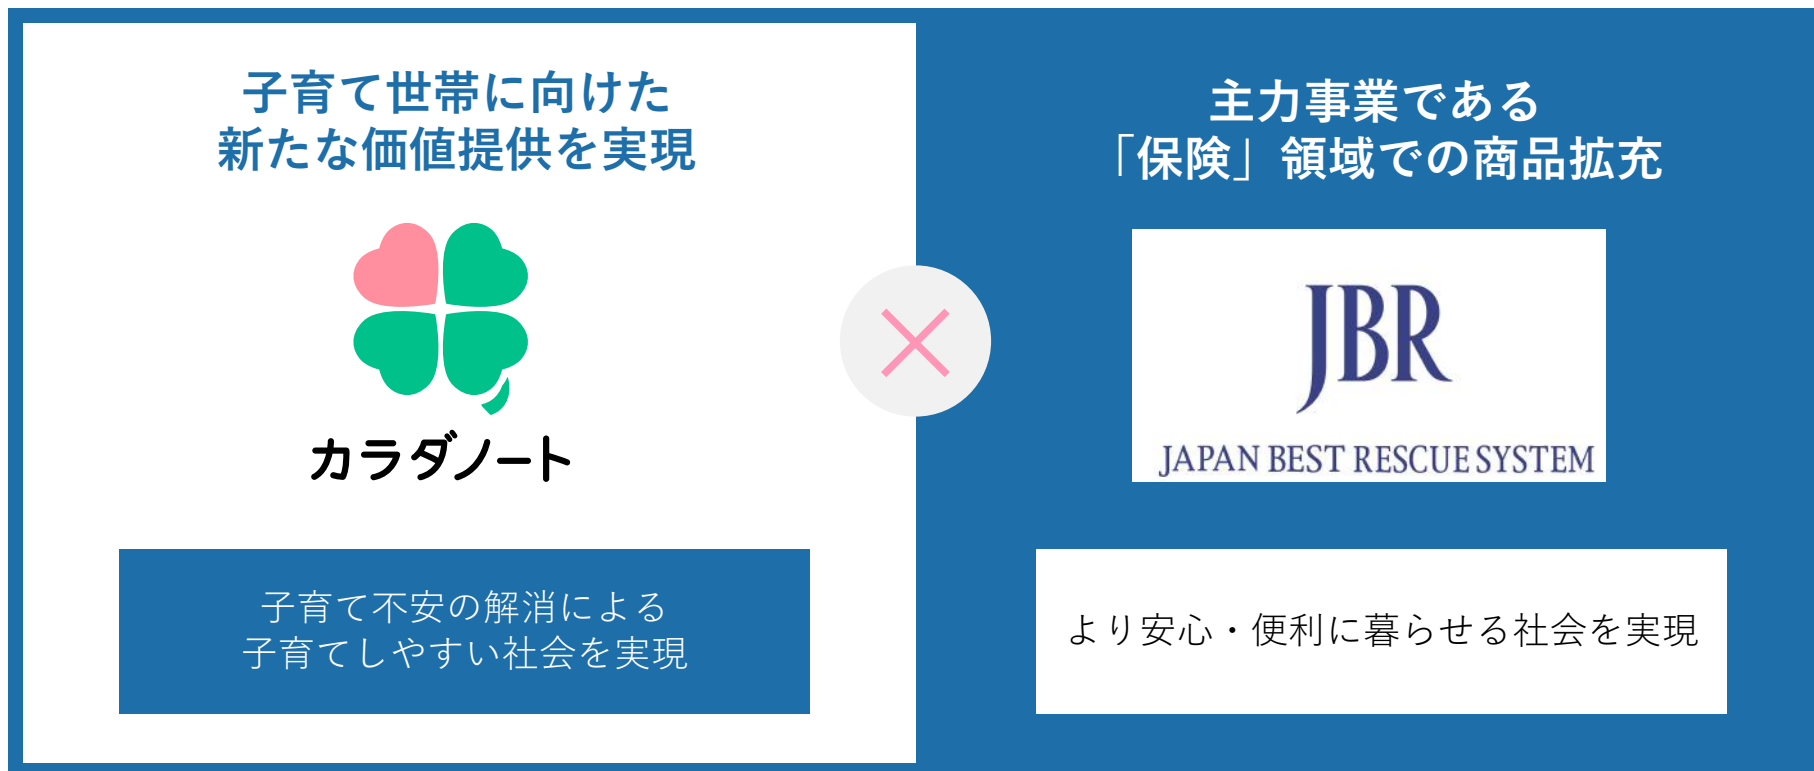 子育て世帯に向けた
新たな価値提供を実現
カラダノート
子育て不安の解消による
子育てしやすい社会を実現
主力事業である
「保険」領域での商品拡充
JBR
JAPAN BEST RESCUE SYSTEM
より安心・便利に暮らせる社会を実現